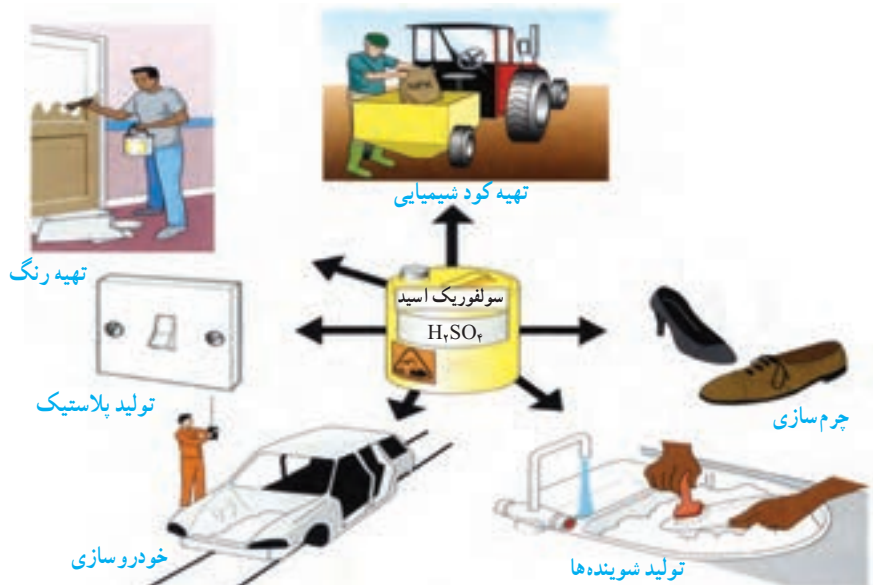 تهیه کود شیمیایی
تهیه رنگ
سولفوریک اسید
H₂SO₄
تولید پلاستیک
چرم‌سازی
خودروسازی
تولید شوینده‌ها